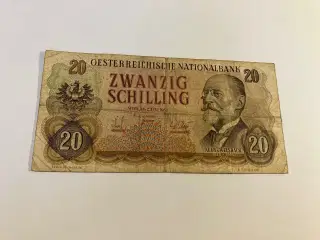 20 OESTERREICHISCHE NATIONALBANK 20
ZWANZIG
SCHILLING
20 20